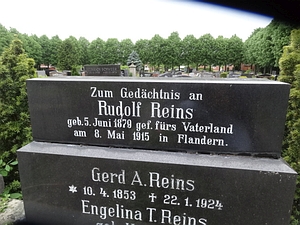 Zum Gedächtnis an
Rudolf Reins
geb. 5. Juni 1879 gef. fürs Vaterland
am 8. Mai 1915 in Flandern.
Gerd A. Reins
* 10. 4. 1853 + 22. 1. 1924
Engelina T. Reins
geb.